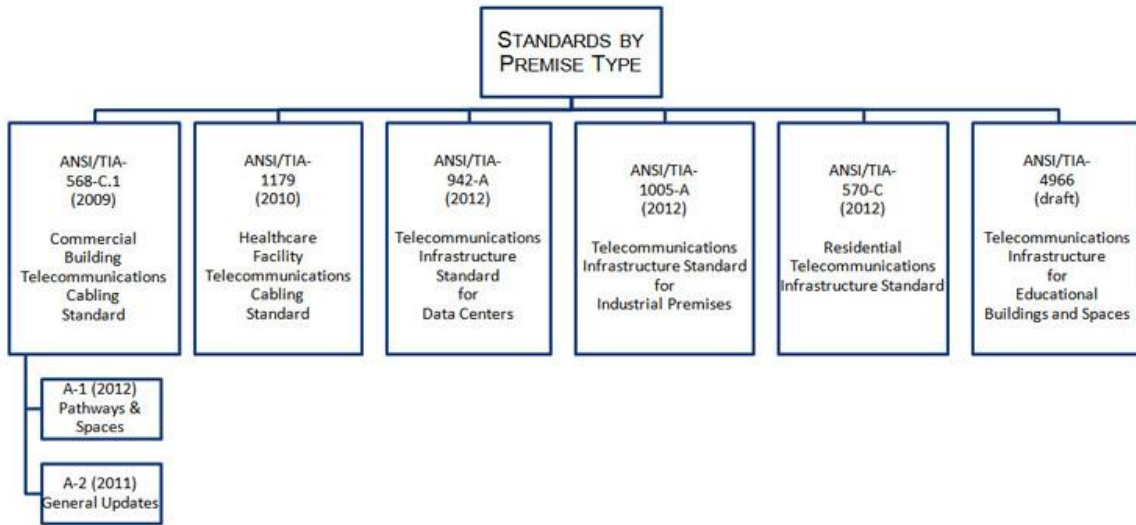 STANDARDS BY
PREMISE TYPE
ANSI/TIA-
568-C.1
(2009)
Commercial
Building
Telecommunications
Cabling
Standard
ANSI/TIA-
1179
(2010)
Healthcare
Facility
Telecommunications
Cabling
Standard
ANSI/TIA-
942-A
(2012)
Telecommunications
Infrastructure
Standard
for
Data Centers
ANSI/TIA-
1005-A
(2012)
Telecommunications
Infrastructure Standard
for
Industrial Premises
ANSI/TIA-
570-C
(2012)
Residential
Telecommunications
Infrastructure Standard
ANSI/TIA-
4966
(draft)
Telecommunications
Infrastructure
for
Educational
Buildings and Spaces
A-1 (2012)
Pathways &
Spaces
A-2 (2011)
General Updates